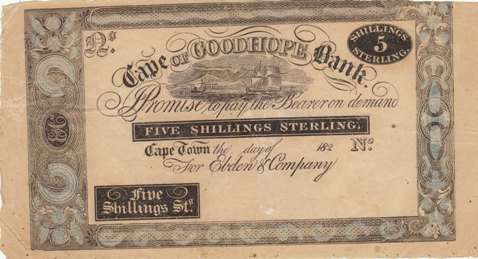 No.
SHILLINGS
5
STERLING.
Cape OF GOODHOPE Bank.
I Promise to pay the Bearer on demand
FIVE SHILLINGS STERLING.
Cape Town the day of 182 No.
For Ebden & Company
Five
Shillings Stg.